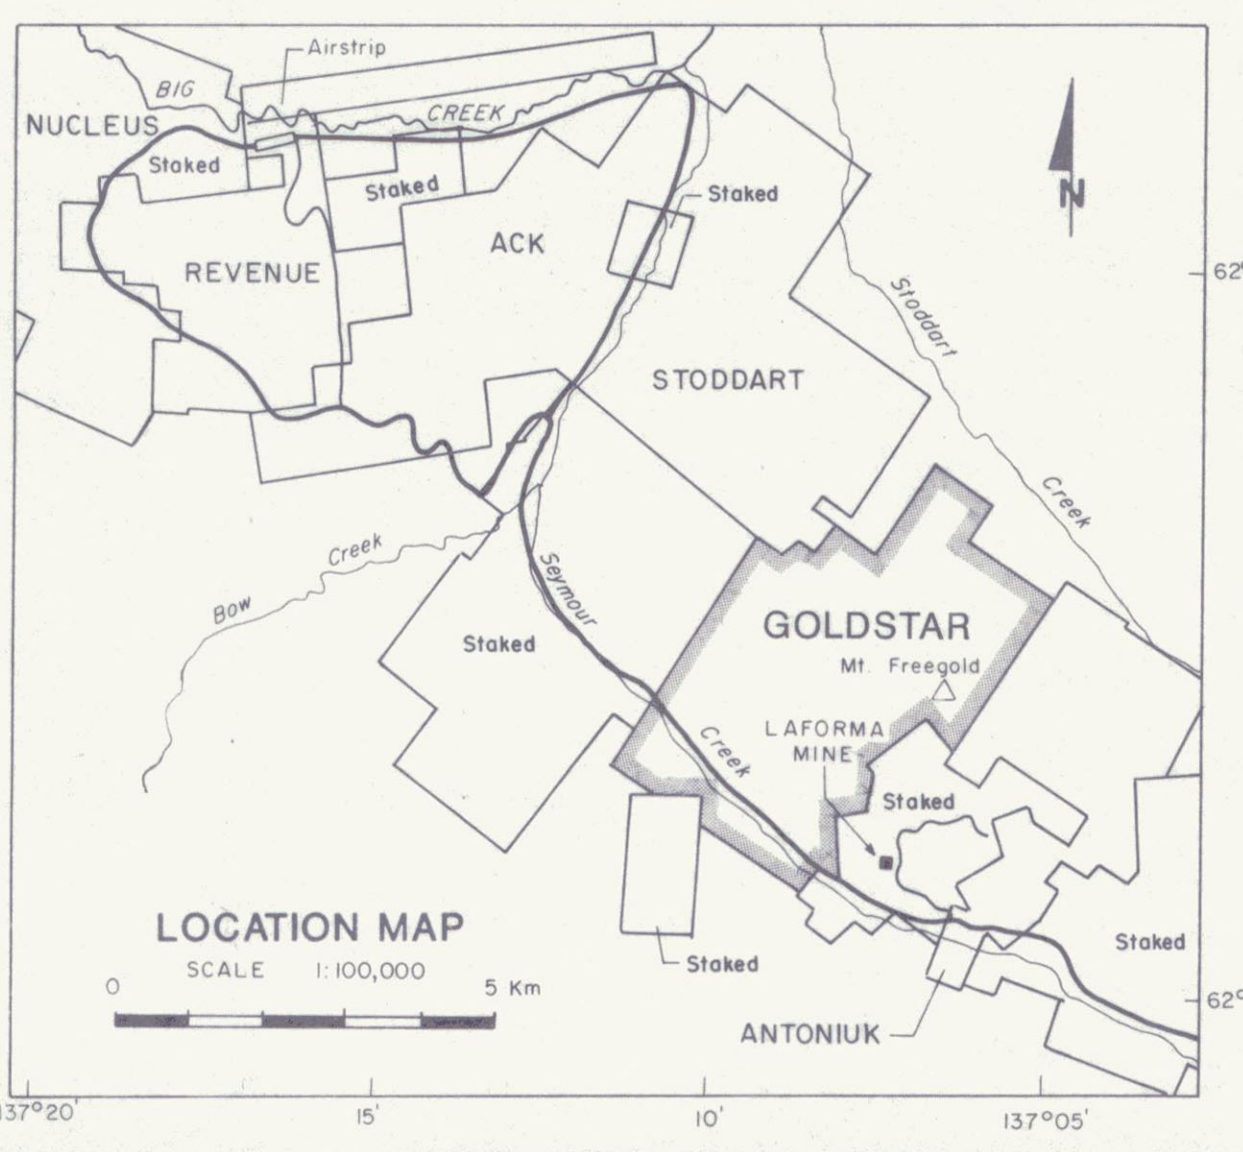 Airstrip
BIG
CREEK
NUCLEUS
Staked
Staked
Staked
N
ACK
REVENUE
62°
Stoddart
STODDART
Creek
Creek
Bow
Seymour
Staked
GOLDSTAR
Mt. Freegold
LAFORMA
MINE
Creek
Staked
LOCATION MAP
SCALE 1:100,000
0 5 Km
Staked
Staked
ANTONIUK
62°
137°20' 15' 10' 137°05'